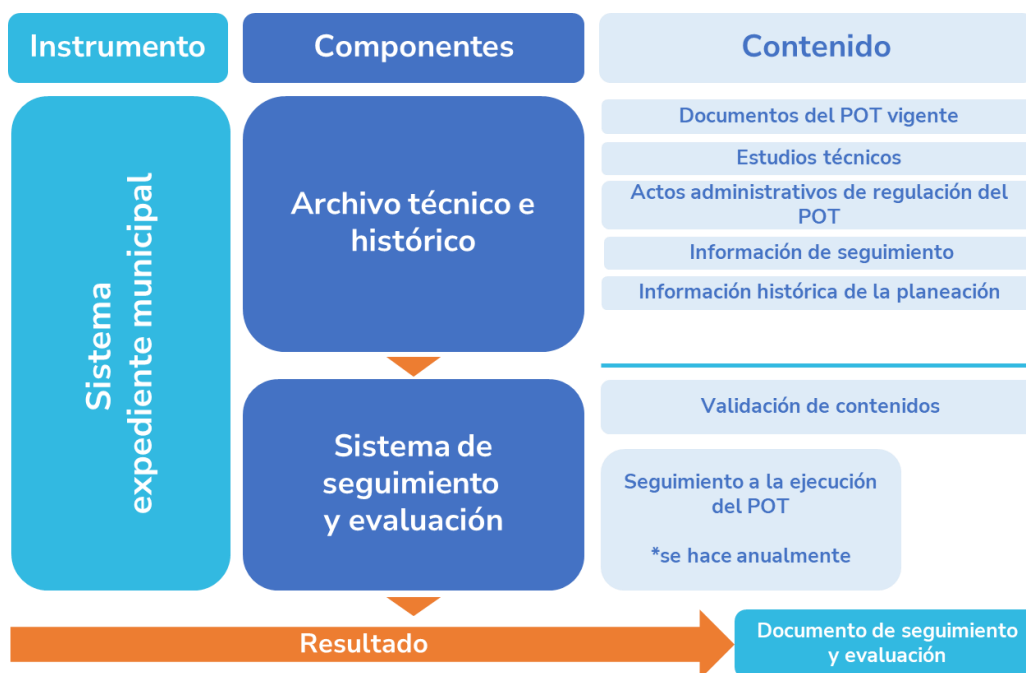 Instrumento
Componentes
Contenido
Sistema
expediente municipal
Archivo técnico e
histórico
Documentos del POT vigente
Estudios técnicos
Actos administrativos de regulación del
POT
Información de seguimiento
Información histórica de la planeación
Sistema de
seguimiento
y evaluación
Validación de contenidos
Seguimiento a la ejecución
del POT
*se hace anualmente
Resultado
Documento de seguimiento
y evaluación